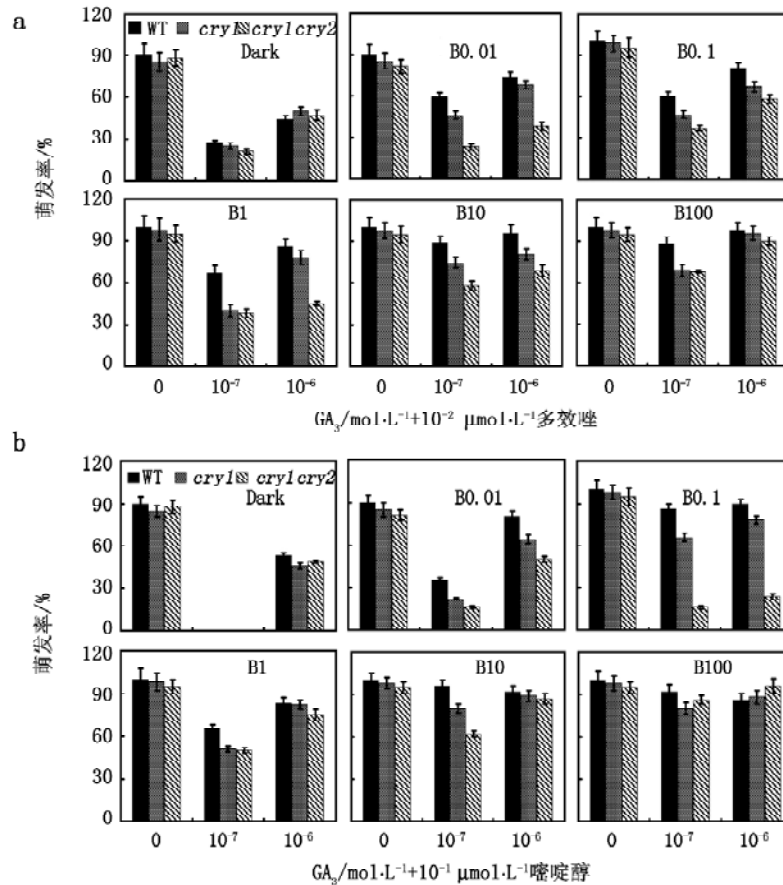 a
WT cry1 cry1cry2
Dark
B0.01
B0.1
120
90
60
30
0
萌发率/%
B1
B10
B100
120
90
60
30
0
0 10⁻⁷ 10⁻⁶
0 10⁻⁷ 10⁻⁶
0 10⁻⁷ 10⁻⁶
GA₃/mol·L⁻¹+10⁻² μmol·L⁻¹多效唑
b
WT cry1 cry1cry2
Dark
B0.01
B0.1
120
90
60
30
0
萌发率/%
B1
B10
B100
120
90
60
30
0
0 10⁻⁷ 10⁻⁶
0 10⁻⁷ 10⁻⁶
0 10⁻⁷ 10⁻⁶
GA₃/mol·L⁻¹+10⁻¹ μmol·L⁻¹嘧啶醇